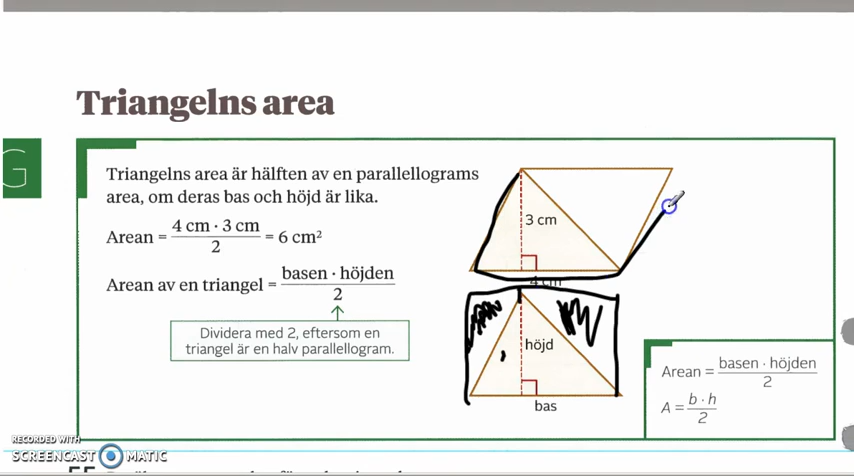 Triangelns area
G
Triangelns area är hälften av en parallellograms
area, om deras bas och höjd är lika.
Arean = 4 cm · 3 cm / 2 = 6 cm²
Arean av en triangel = basen · höjden / 2
Dividera med 2, eftersom en
triangel är en halv parallellogram.
3 cm
4 cm
höjd
bas
Arean = basen · höjden / 2
A = b · h / 2
RECORDED WITH
SCREENCAST MATIC